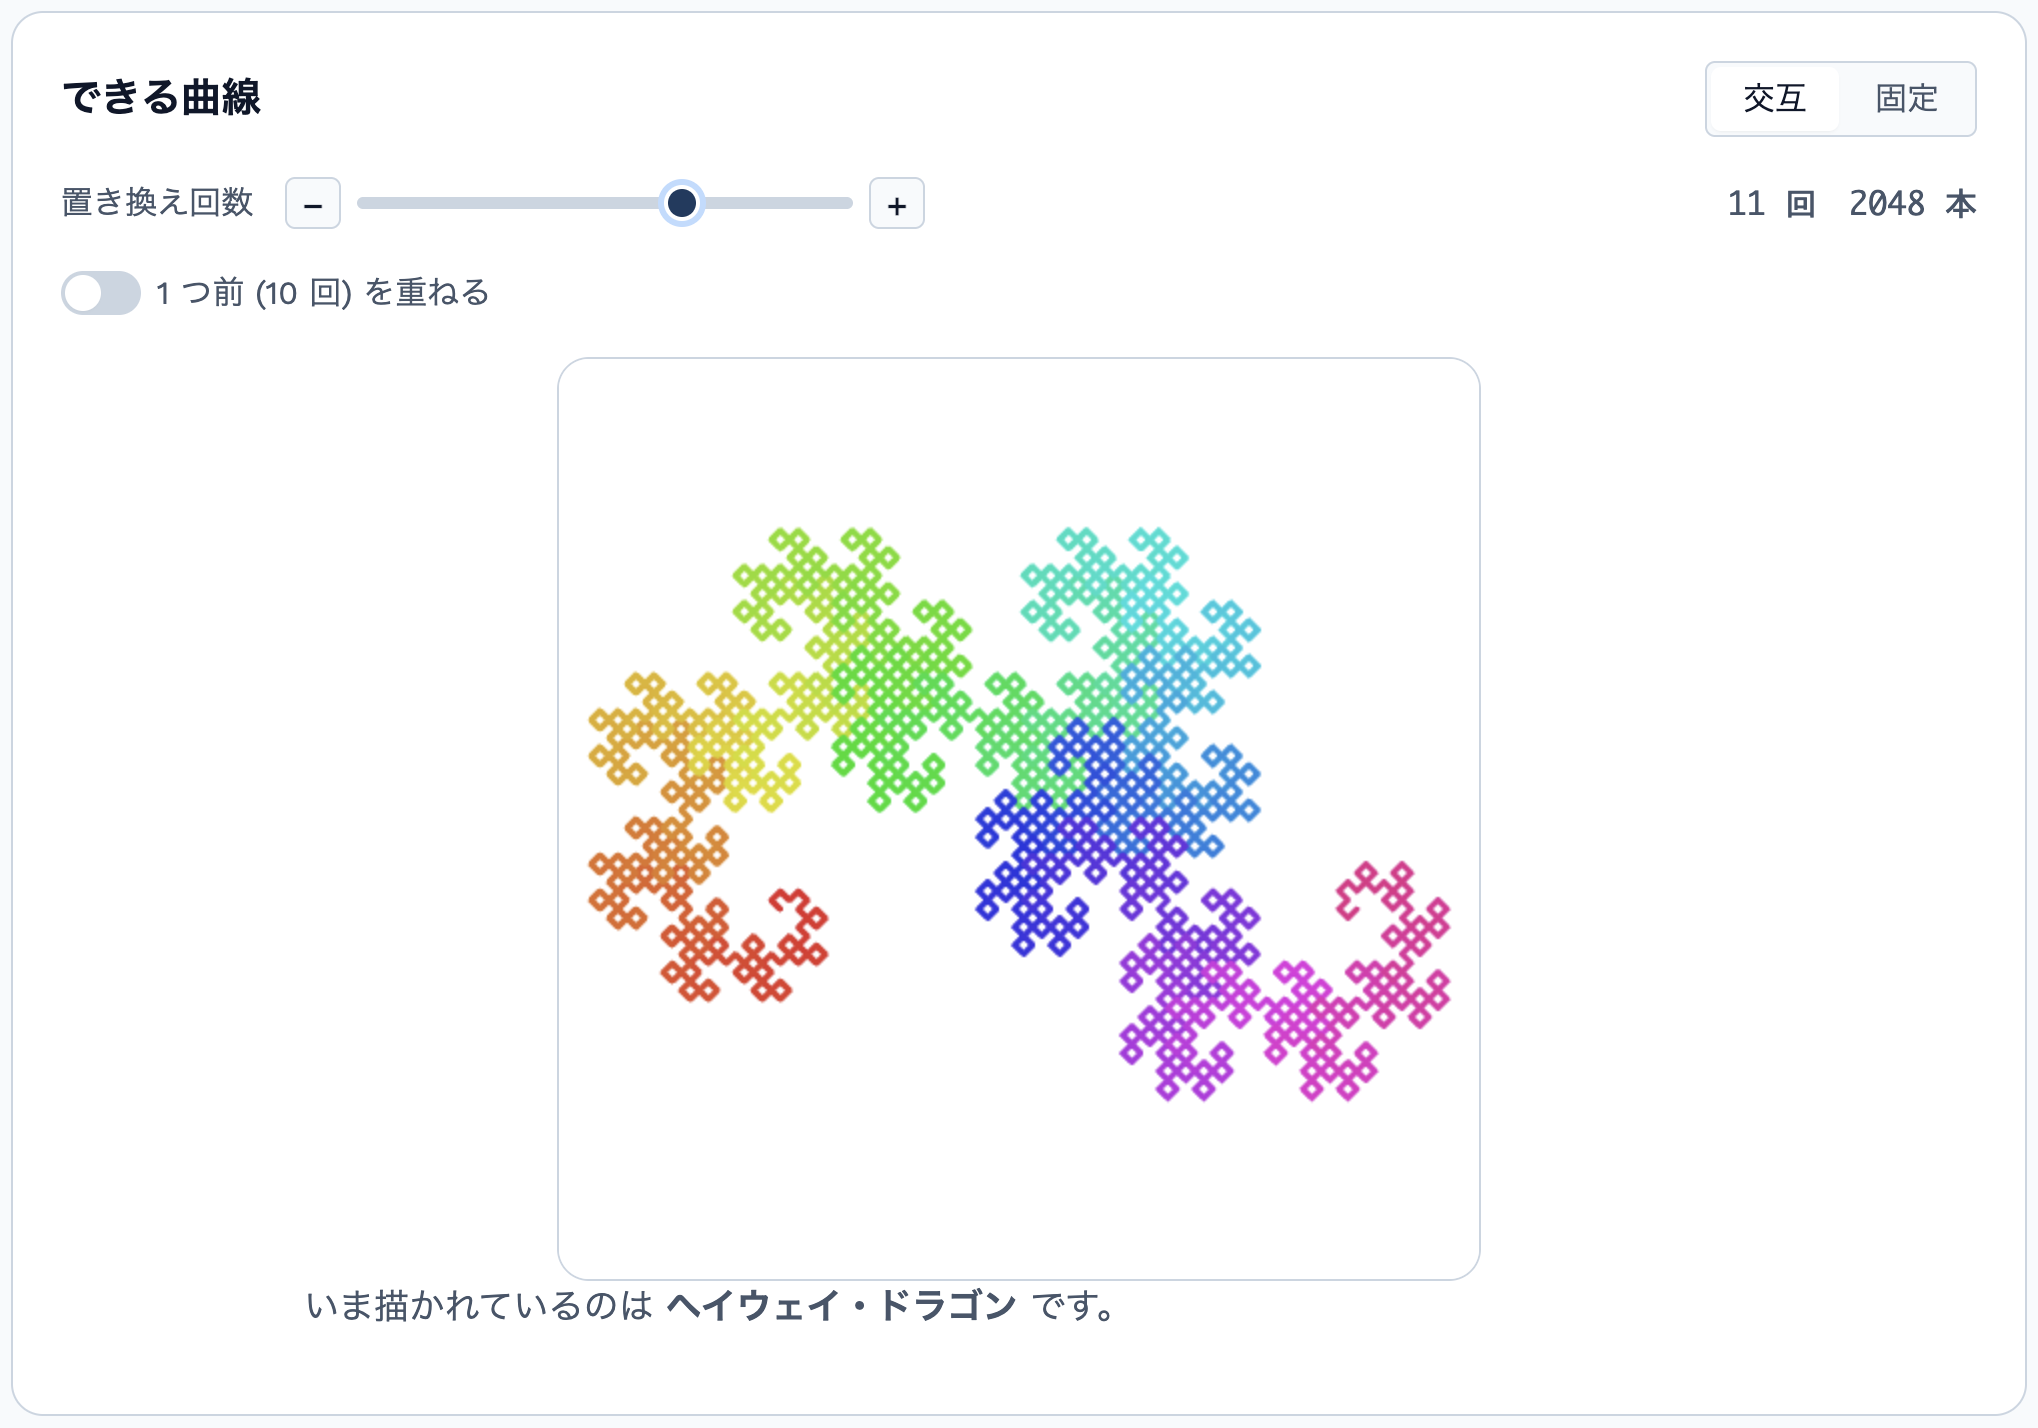 できる曲線
交互 固定
置き換え回数 − + 11 回 2048 本
1 つ前 (10 回) を重ねる
いま描かれているのは ヘイウェイ・ドラゴン です。